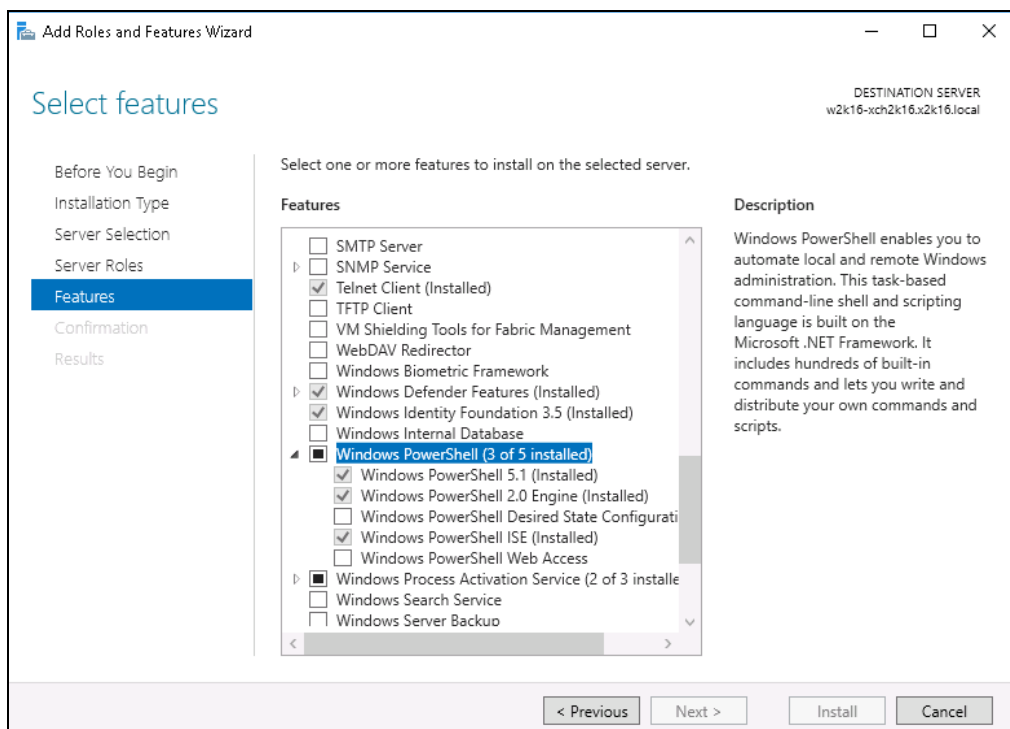 Add Roles and Features Wizard
Select features
DESTINATION SERVER
w2k16-xch2k16.x2k16.local
Before You Begin
Installation Type
Server Selection
Server Roles
Features
Confirmation
Results
Select one or more features to install on the selected server.
Features
SMTP Server
SNMP Service
Telnet Client (Installed)
TFTP Client
VM Shielding Tools for Fabric Management
WebDAV Redirector
Windows Biometric Framework
Windows Defender Features (Installed)
Windows Identity Foundation 3.5 (Installed)
Windows Internal Database
Windows PowerShell (3 of 5 installed)
Windows PowerShell 5.1 (Installed)
Windows PowerShell 2.0 Engine (Installed)
Windows PowerShell Desired State Configurati
Windows PowerShell ISE (Installed)
Windows PowerShell Web Access
Windows Process Activation Service (2 of 3 installe
Windows Search Service
Windows Server Backup
Description
Windows PowerShell enables you to
automate local and remote Windows
administration. This task-based
command-line shell and scripting
language is built on the
Microsoft .NET Framework. It
includes hundreds of built-in
commands and lets you write and
distribute your own commands and
scripts.
< Previous
Next >
Install
Cancel